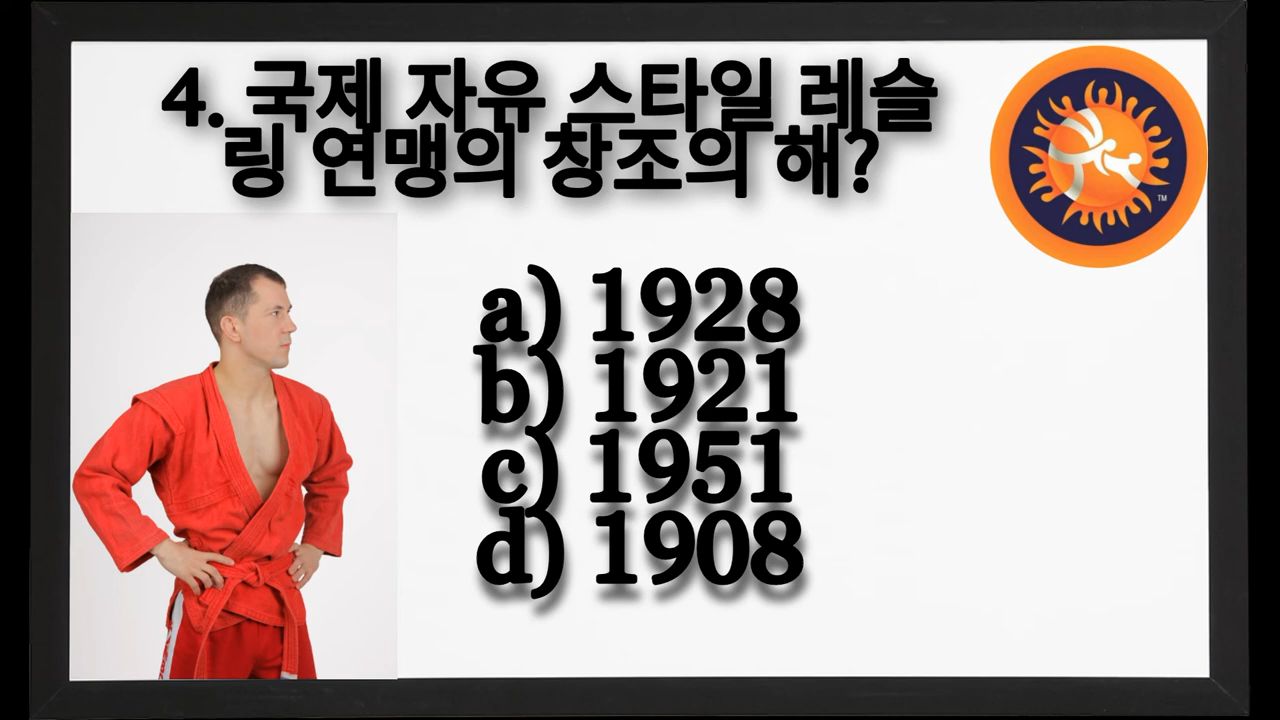 4. 국제 자유 스타일 레슬
링 연맹의 창조의 해?
TM
a) 1928
b) 1921
c) 1951
d) 1908